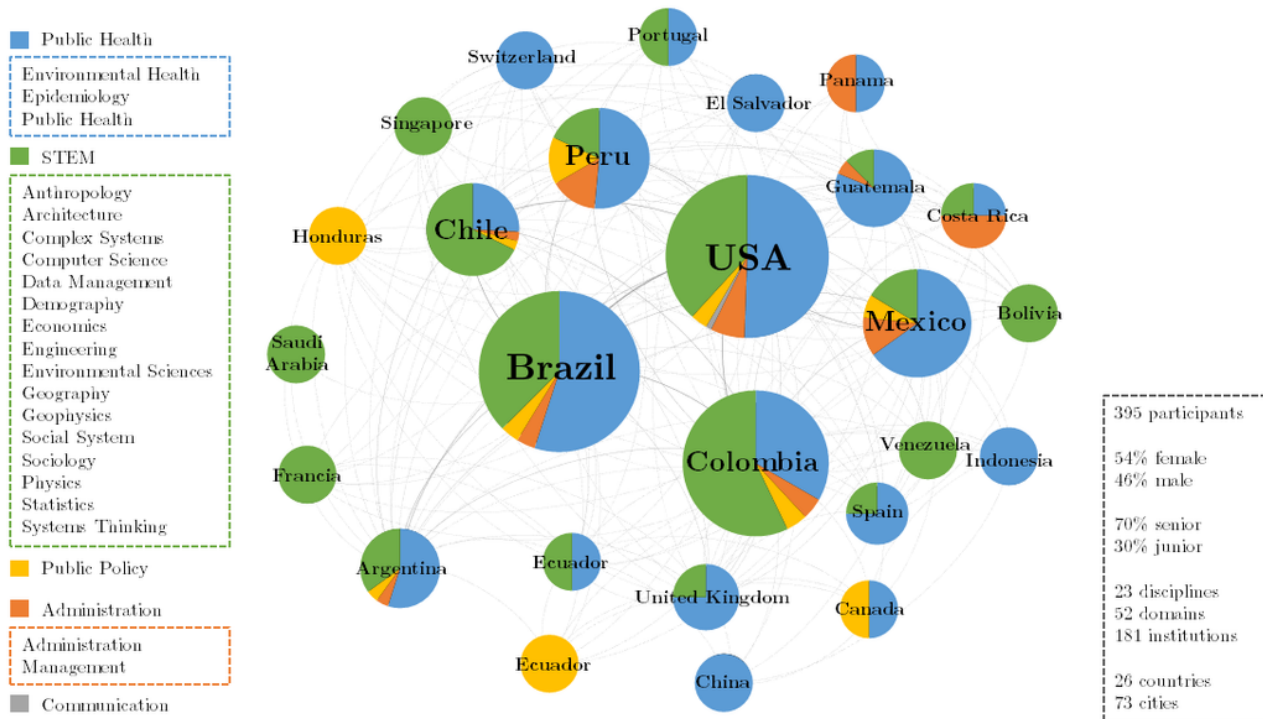 Public Health
Environmental Health
Epidemiology
Public Health
STEM
Anthropology
Architecture
Complex Systems
Computer Science
Data Management
Demography
Economics
Engineering
Environmental Sciences
Geography
Geophysics
Social System
Sociology
Physics
Statistics
Systems Thinking
Public Policy
Administration
Administration
Management
Communication
Portugal
Switzerland
Panama
El Salvador
Singapore
Peru
Guatemala
Costa Rica
Chile
Honduras
USA
Mexico
Bolivia
Saudi
Arabia
Brazil
Venezuela
Indonesia
Colombia
Francia
Spain
Argentina
Ecuador
United Kingdom
Canada
Ecuador
China
395 participants
54% female
46% male
70% senior
30% junior
23 disciplines
52 domains
181 institutions
26 countries
73 cities